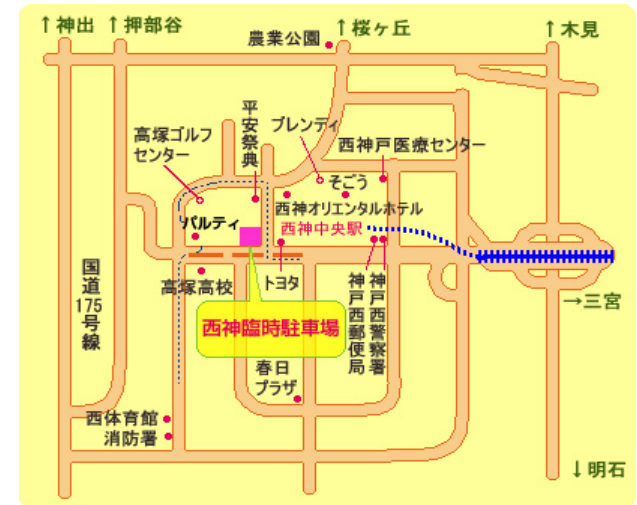 ↑神出
↑押部谷
農業公園
↑桜ヶ丘
↑木見
平安祭典
ブレンティ
高塚ゴルフ
センター
西神戸医療センター
そごう
西神オリエンタルホテル
パルティ
西神中央駅
国道175号線
高塚高校
トヨタ
神戸西郵便局
神戸西警察署
→三宮
西神臨時駐車場
春日
プラザ
西体育館
消防署
↓明石